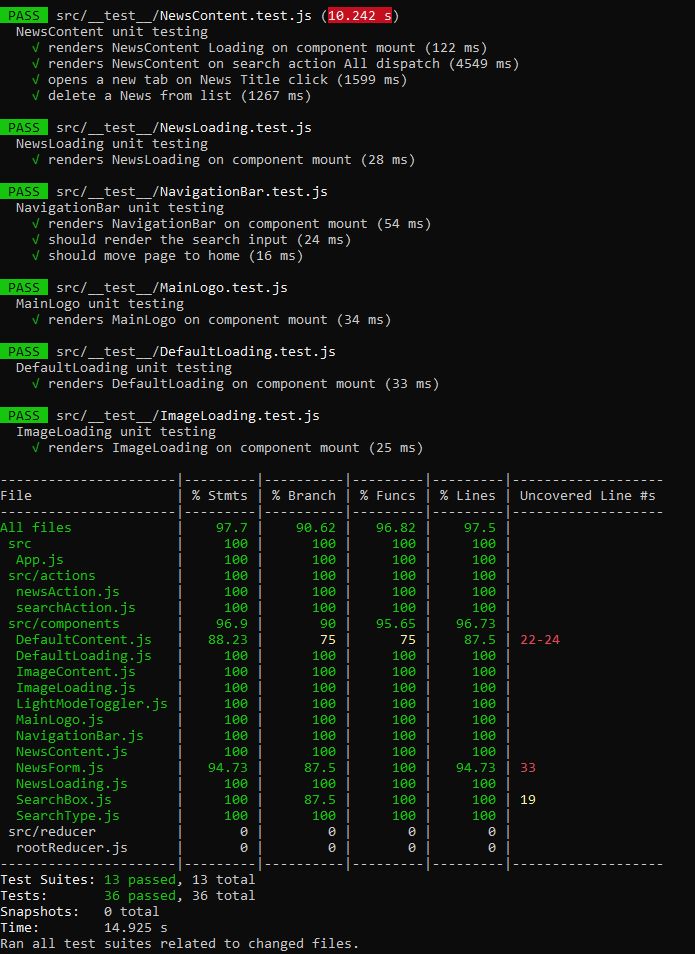 PASS src/__test__/NewsContent.test.js (10.242 s)
NewsContent unit testing
√ renders NewsContent Loading on component mount (122 ms)
√ renders NewsContent on search action All dispatch (4549 ms)
√ opens a new tab on News Title click (1599 ms)
√ delete a News from list (1267 ms)
PASS src/__test__/NewsLoading.test.js
NewsLoading unit testing
√ renders NewsLoading on component mount (28 ms)
PASS src/__test__/NavigationBar.test.js
NavigationBar unit testing
√ renders NavigationBar on component mount (54 ms)
√ should render the search input (24 ms)
√ should move page to home (16 ms)
PASS src/__test__/MainLogo.test.js
MainLogo unit testing
√ renders MainLogo on component mount (34 ms)
PASS src/__test__/DefaultLoading.test.js
DefaultLoading unit testing
√ renders DefaultLoading on component mount (33 ms)
PASS src/__test__/ImageLoading.test.js
ImageLoading unit testing
√ renders ImageLoading on component mount (25 ms)
----------------------|---------|----------|---------|---------|-------------------
File | % Stmts | % Branch | % Funcs | % Lines | Uncovered Line #s
----------------------|---------|----------|---------|---------|-------------------
All files | 97.7 | 90.62 | 96.82 | 97.5 |
src | 100 | 100 | 100 | 100 |
App.js | 100 | 100 | 100 | 100 |
src/actions | 100 | 100 | 100 | 100 |
newsAction.js | 100 | 100 | 100 | 100 |
searchAction.js | 100 | 100 | 100 | 100 |
src/components | 96.9 | 90 | 95.65 | 96.73 |
DefaultContent.js | 88.23 | 75 | 75 | 87.5 | 22-24
DefaultLoading.js | 100 | 100 | 100 | 100 |
ImageContent.js | 100 | 100 | 100 | 100 |
ImageLoading.js | 100 | 100 | 100 | 100 |
LightModeToggler.js | 100 | 100 | 100 | 100 |
MainLogo.js | 100 | 100 | 100 | 100 |
NavigationBar.js | 100 | 100 | 100 | 100 |
NewsContent.js | 100 | 100 | 100 | 100 |
NewsForm.js | 94.73 | 87.5 | 100 | 94.73 | 33
NewsLoading.js | 100 | 100 | 100 | 100 |
SearchBox.js | 100 | 87.5 | 100 | 100 | 19
SearchType.js | 100 | 100 | 100 | 100 |
src/reducer | 0 | 0 | 0 | 0 |
rootReducer.js | 0 | 0 | 0 | 0 |
----------------------|---------|----------|---------|---------|-------------------
Test Suites: 13 passed, 13 total
Tests: 36 passed, 36 total
Snapshots: 0 total
Time: 14.925 s
Ran all test suites related to changed files.